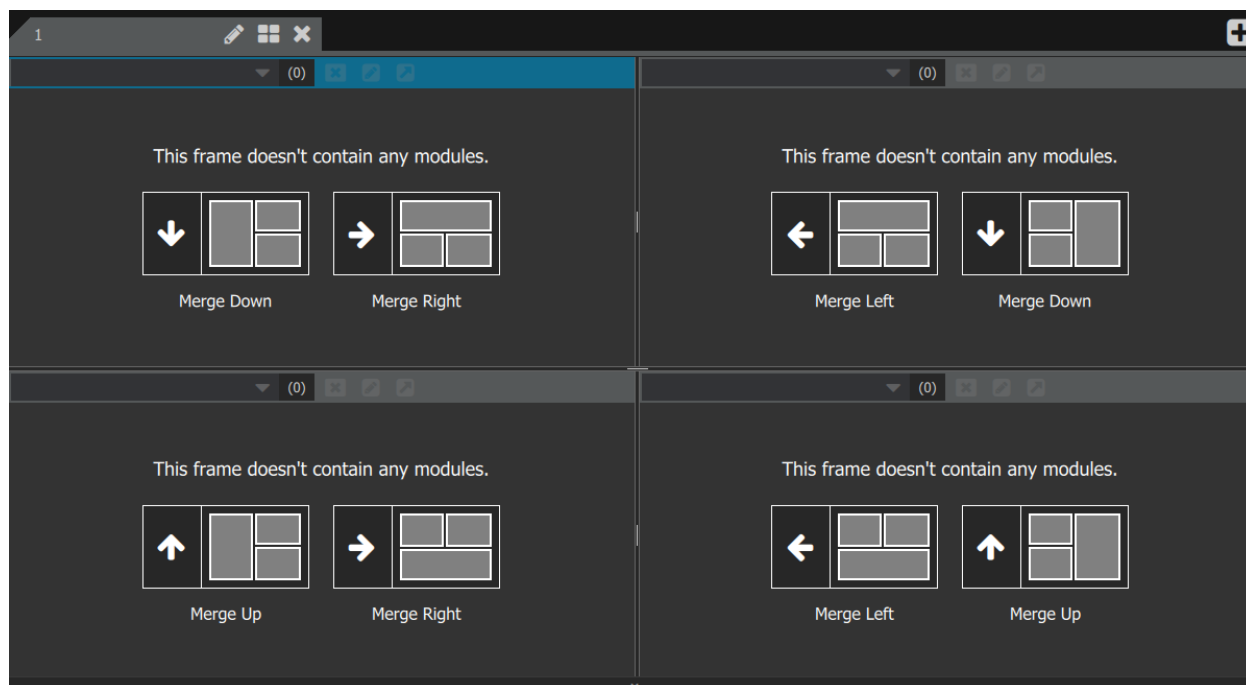 1
(0) (0)
This frame doesn't contain any modules. This frame doesn't contain any modules.
Merge Down Merge Right Merge Left Merge Down
(0) (0)
This frame doesn't contain any modules. This frame doesn't contain any modules.
Merge Up Merge Right Merge Left Merge Up